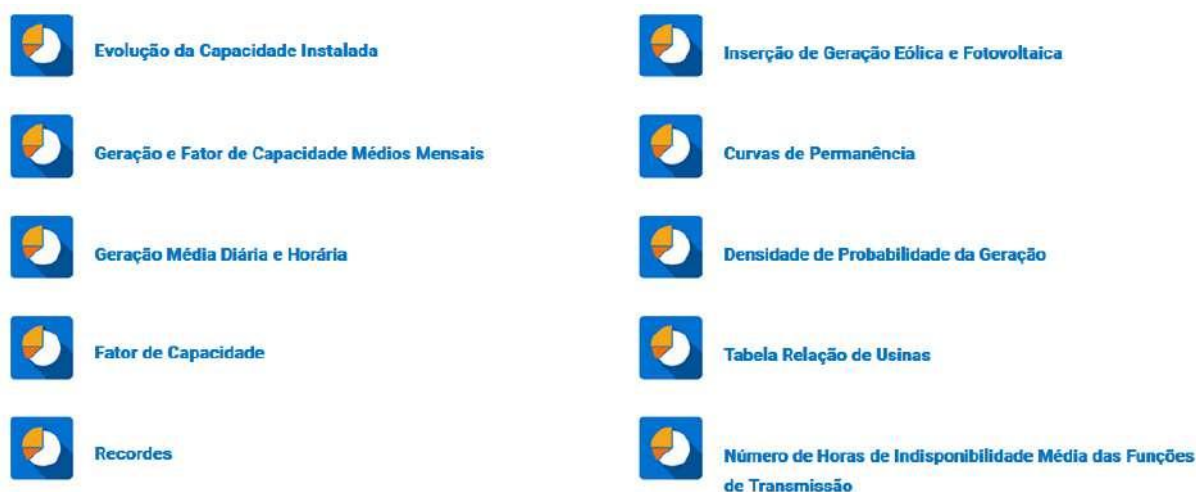 Evolução da Capacidade Instalada
Geração e Fator de Capacidade Médios Mensais
Geração Média Diária e Horária
Fator de Capacidade
Recordes
Inserção de Geração Eólica e Fotovoltaica
Curvas de Permanência
Densidade de Probabilidade da Geração
Tabela Relação de Usinas
Número de Horas de Indisponibilidade Média das Funções
de Transmissão